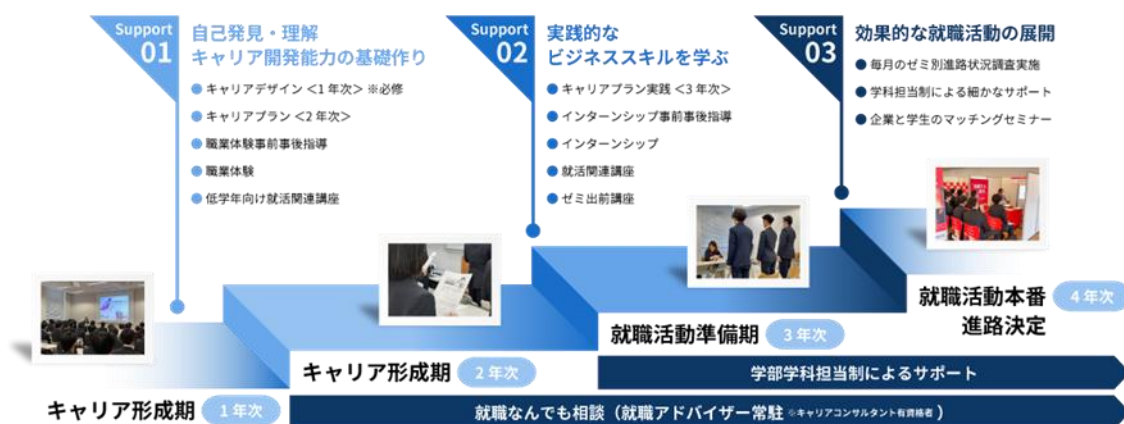 Support
01
自己発見・理解
キャリア開発能力の基礎作り
キャリアデザイン <1年次> ※必修
キャリアプラン <2年次>
職業体験事前事後指導
職業体験
低学年向け就活関連講座
Support
02
実践的な
ビジネススキルを学ぶ
キャリアプラン実践 <3年次>
インターンシップ事前事後指導
インターンシップ
就活関連講座
ゼミ出前講座
Support
03
効果的な就職活動の展開
毎月のゼミ別進路状況調査実施
学科担当制による細かなサポート
企業と学生のマッチングセミナー
キャリア形成期 1年次
キャリア形成期 2年次
就職活動準備期 3年次
就職活動本番
進路決定
4年次
学部学科担当制によるサポート
就職なんでも相談（就職アドバイザー常駐 ※キャリアコンサルタント有資格者）